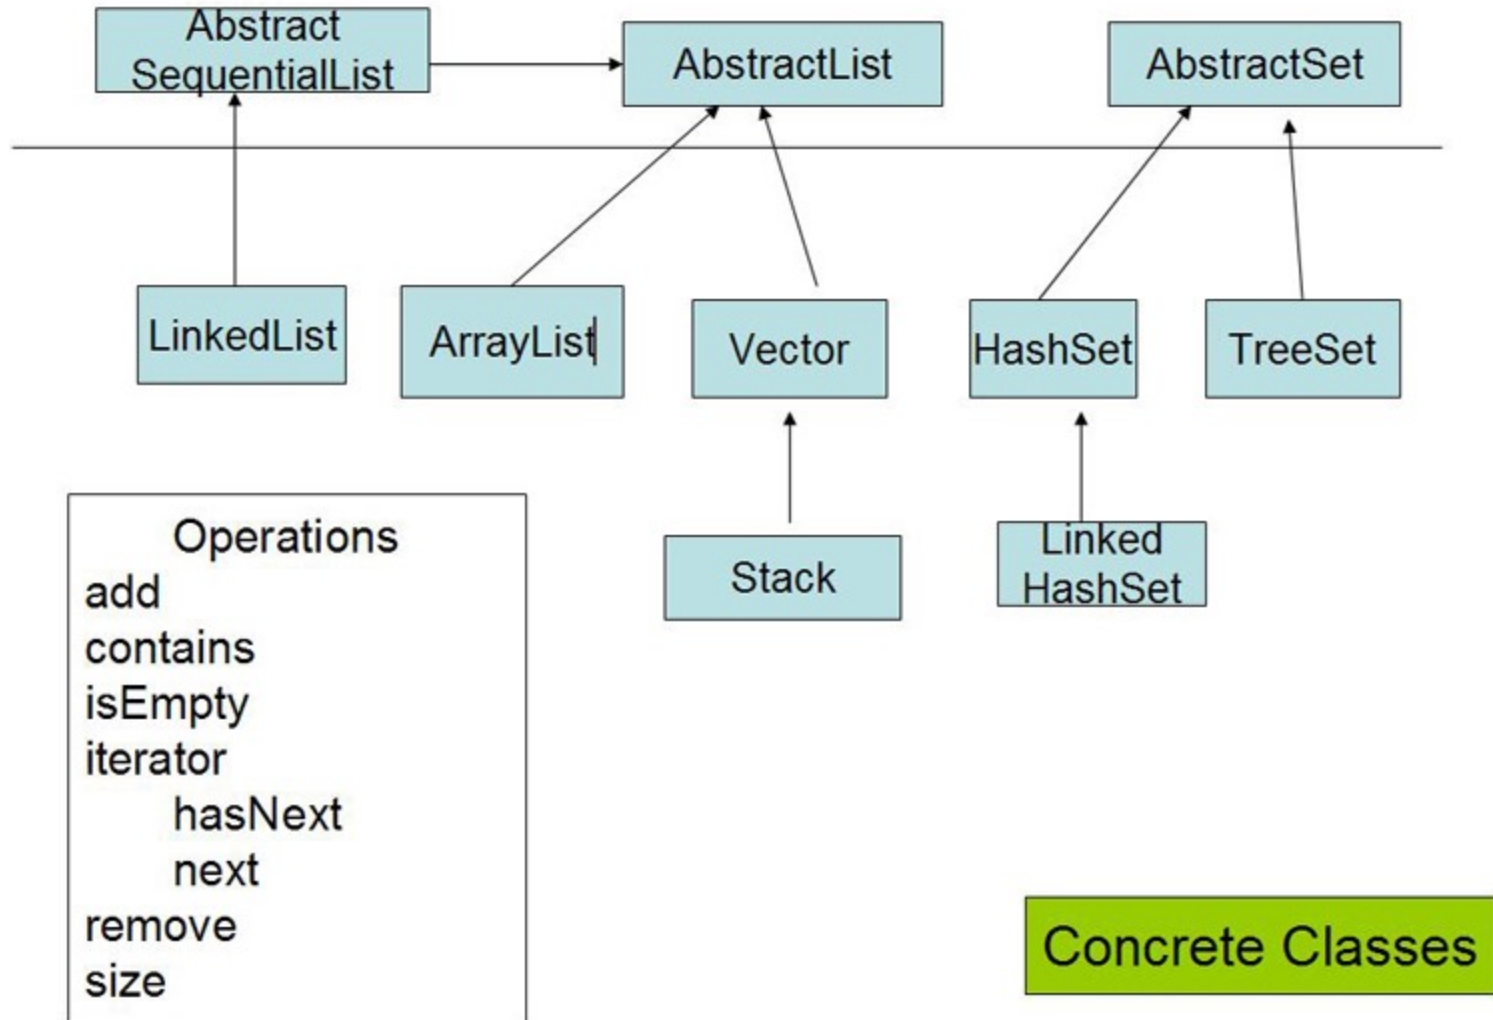 Abstract
SequentialList
AbstractList
AbstractSet
LinkedList
ArrayList
Vector
HashSet
TreeSet
Stack
Linked
HashSet
Operations
add
contains
isEmpty
iterator
hasNext
next
remove
size
Concrete Classes